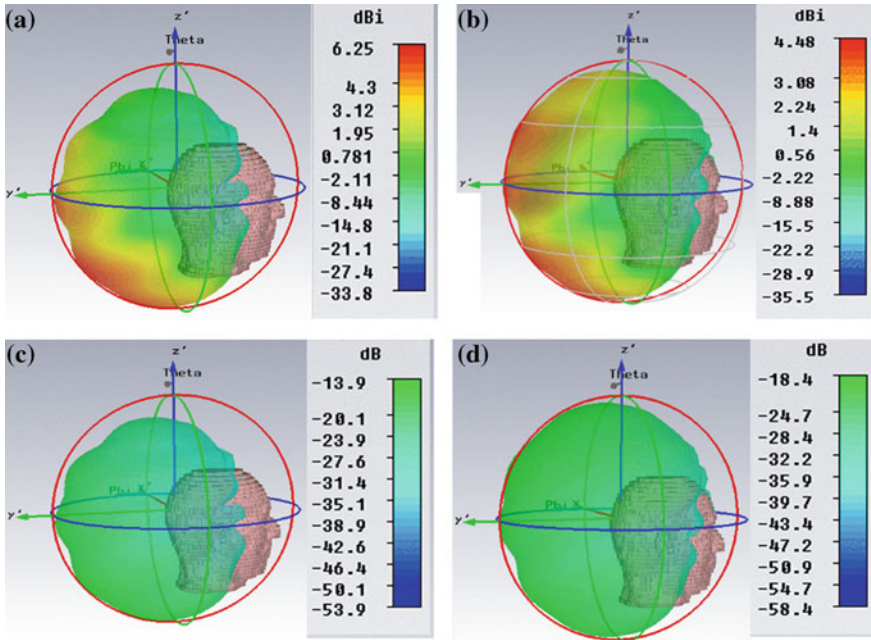 (a)
z'
Theta
Phi X'
y'
dBi
6.25
4.3
3.12
1.95
0.781
-2.11
-8.44
-14.8
-21.1
-27.4
-33.8
(b)
z'
Theta
Phi
y'
dBi
4.48
3.08
2.24
1.4
0.56
-2.22
-8.88
-15.5
-22.2
-28.9
-35.5
(c)
z'
Theta
Phi X'
y'
dB
-13.9
-20.1
-23.9
-27.6
-31.4
-35.1
-38.9
-42.6
-46.4
-50.1
-53.9
(d)
z'
Theta
Phi X
y'
dB
-18.4
-24.7
-28.4
-32.2
-35.9
-39.7
-43.4
-47.2
-50.9
-54.7
-58.4